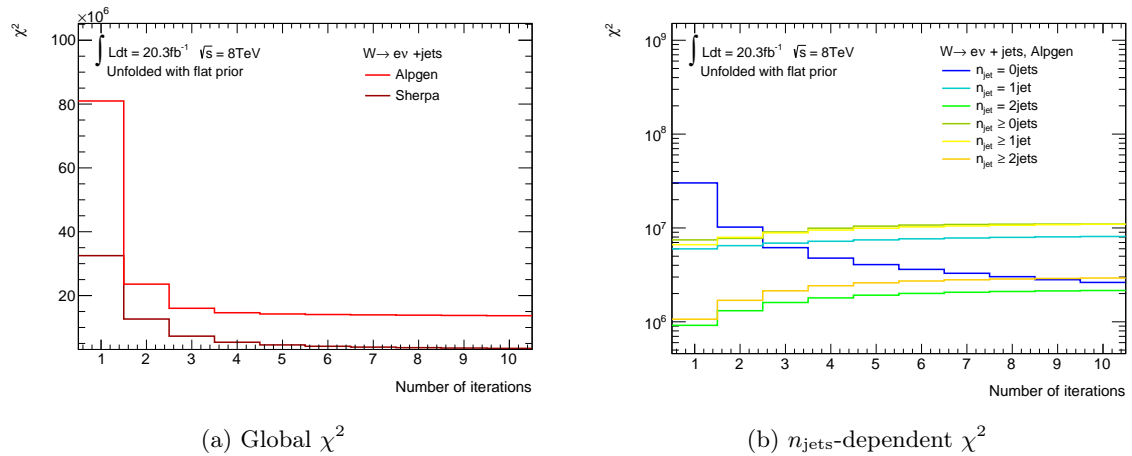 ×10⁶
χ²
100
80
60
40
20
1 2 3 4 5 6 7 8 9 10
Number of iterations
∫ Ldt = 20.3fb⁻¹ √s = 8TeV
Unfolded with flat prior
W→ eν +jets
Alpgen
Sherpa
(a) Global χ²
χ²
10⁹
10⁸
10⁷
10⁶
1 2 3 4 5 6 7 8 9 10
Number of iterations
∫ Ldt = 20.3fb⁻¹ √s = 8TeV
Unfolded with flat prior
W→ eν + jets, Alpgen
n_jet = 0jets
n_jet = 1jet
n_jet = 2jets
n_jet ≥ 0jets
n_jet ≥ 1jet
n_jet ≥ 2jets
(b) n_jets-dependent χ²